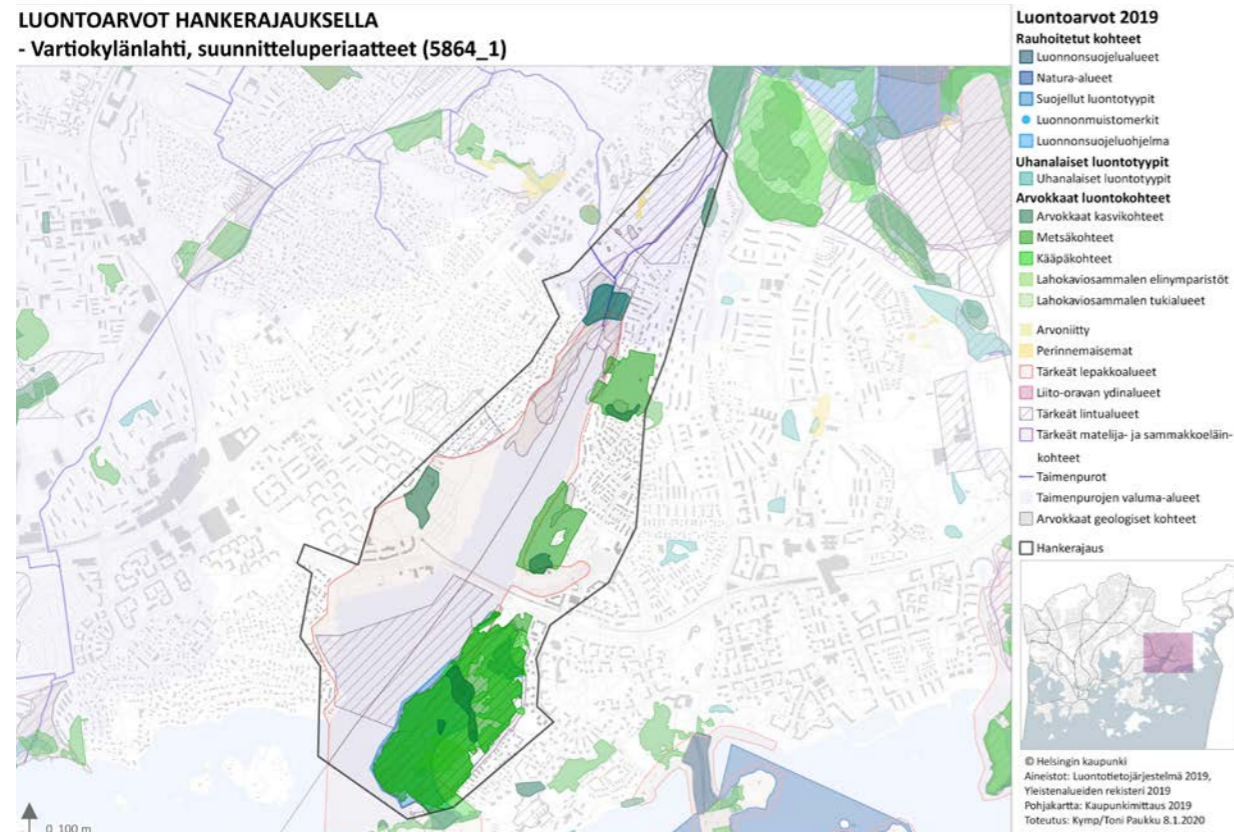 LUONTOARVOT HANKERAJAUKSELLA
- Vartiokylänlahti, suunnitteluperiaatteet (5864_1)
Luontoarvot 2019
Rauhoitetut kohteet
Luonnonsuojelualueet
Natura-alueet
Suojellut luontotyypit
Luonnonmuistomerkit
Luonnonsuojeluohjelma
Uhanalaiset luontotyypit
Uhanalaiset luontotyypit
Arvokkaat luontokohteet
Arvokkaat kasvikohteet
Metsäkohteet
Kääpäkohteet
Lahokaviosammalen elinymparistöt
Lahokaviosammalen tukialueet
Arvoniitty
Perinnemaisemat
Tärkeät lepakkoalueet
Liito-oravan ydinalueet
Tärkeät lintualueet
Tärkeät matelija- ja sammakkoeläin-
kohteet
Taimenpurot
Taimenpurojen valuma-alueet
Arvokkaat geologiset kohteet
Hankerajaus
© Helsingin kaupunki
Aineistot: Luontotietojärjestelmä 2019,
Yleistenalueiden rekisteri 2019
Pohjakartta: Kaupunkimittaus 2019
Toteutus: Kymp/Toni Paukku 8.1.2020
0 100 m